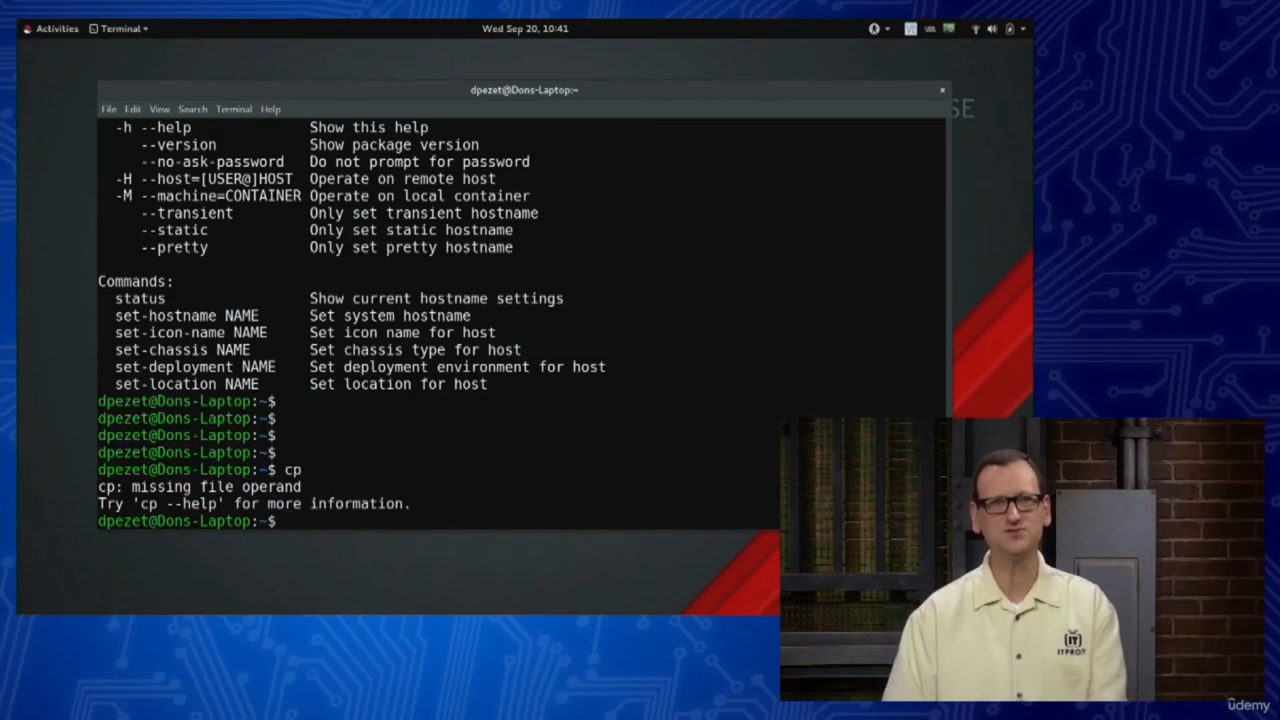 Activities Terminal Wed Sep 20, 10:41
dpezet@Dons-Laptop:~
File Edit View Search Terminal Help
SE
-h --help Show this help
--version Show package version
--no-ask-password Do not prompt for password
-H --host=[USER@]HOST Operate on remote host
-M --machine=CONTAINER Operate on local container
--transient Only set transient hostname
--static Only set static hostname
--pretty Only set pretty hostname
Commands:
status Show current hostname settings
set-hostname NAME Set system hostname
set-icon-name NAME Set icon name for host
set-chassis NAME Set chassis type for host
set-deployment NAME Set deployment environment for host
set-location NAME Set location for host
dpezet@Dons-Laptop:~$
dpezet@Dons-Laptop:~$
dpezet@Dons-Laptop:~$
dpezet@Dons-Laptop:~$
dpezet@Dons-Laptop:~$ cp
cp: missing file operand
Try 'cp --help' for more information.
dpezet@Dons-Laptop:~$
IT
ITPRO
udemy